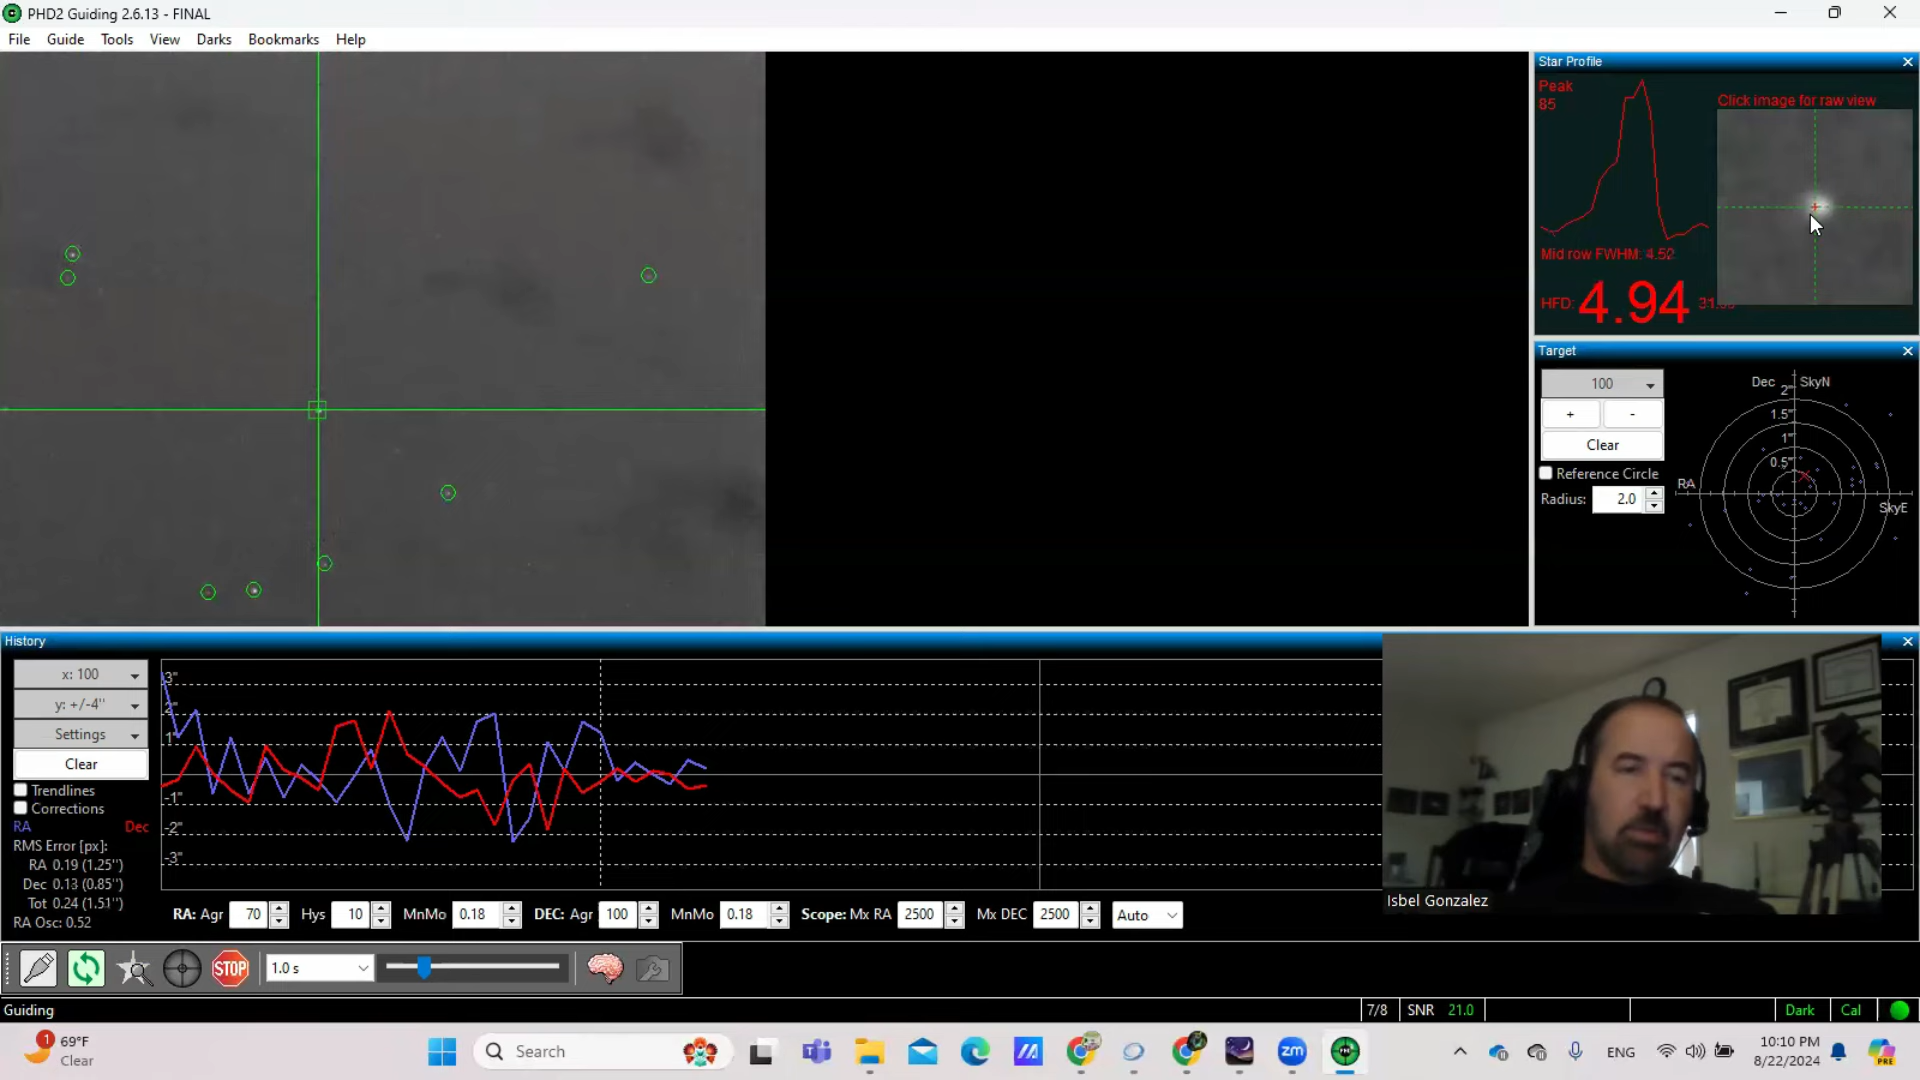 PHD2 Guiding 2.6.13 - FINAL
File Guide Tools View Darks Bookmarks Help
Star Profile
Peak
85
Click image for raw view
Mid row FWHM: 4.52
HFD: 4.94
Target
100
+ -
Clear
Reference Circle
Radius: 2.0
Dec SkyN
2"
1.5"
1"
0.5"
RA
SkyE
History
x: 100
y: +/-4"
Settings
Clear
Trendlines
Corrections
RA Dec
RMS Error [px]:
RA 0.19 (1.25")
Dec 0.13 (0.85")
Tot 0.24 (1.51")
RA Osc: 0.52
3"
2"
1"
-1"
-2"
-3"
RA: Agr 70 Hys 10 MnMo 0.18 DEC: Agr 100 MnMo 0.18 Scope: Mx RA 2500 Mx DEC 2500 Auto
Isbel Gonzalez
STOP 1.0 s
Guiding 7/8 SNR 21.0 Dark Cal
1 69°F
Clear
Search
zm
ENG
10:10 PM
8/22/2024
PRE